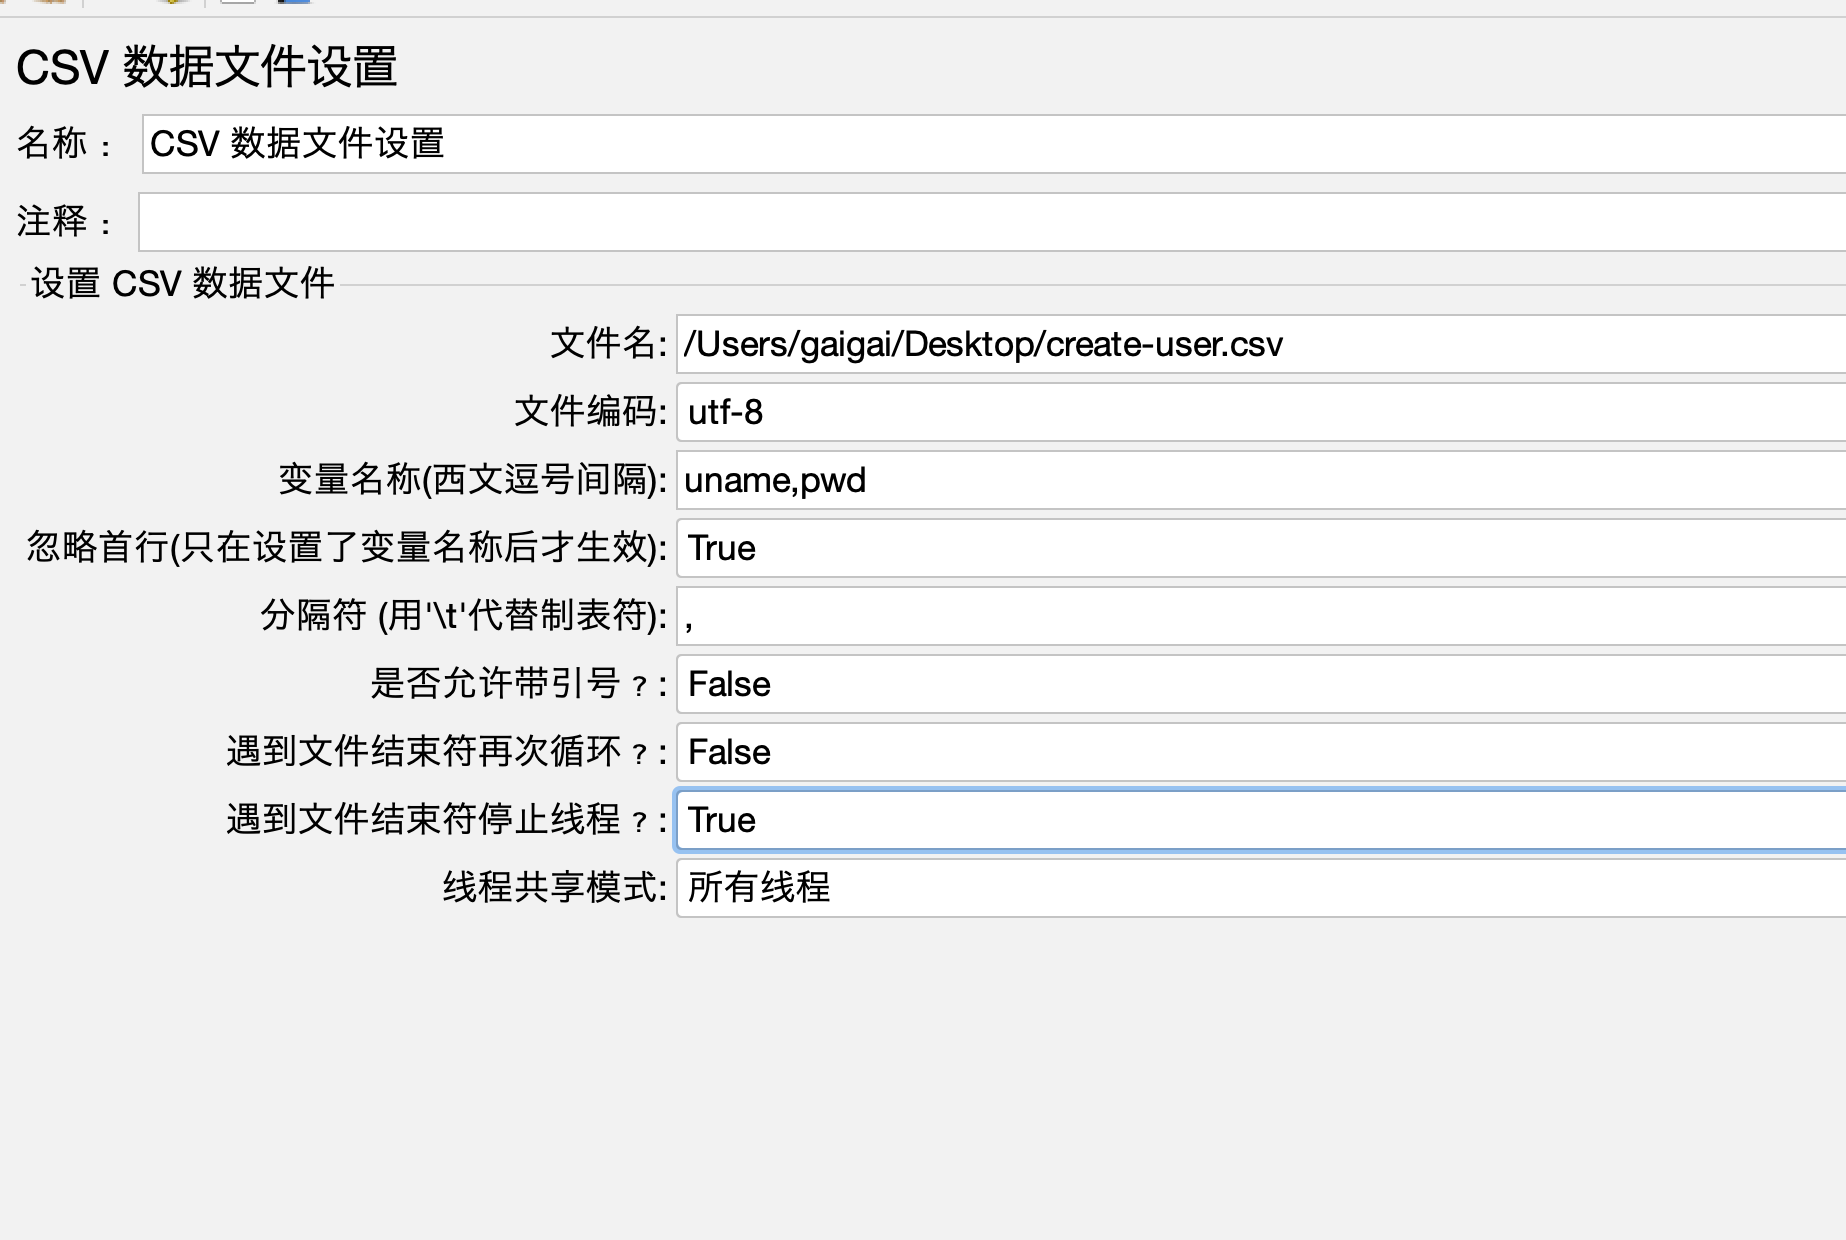 CSV 数据文件设置
名称：CSV 数据文件设置
注释：
设置 CSV 数据文件
文件名: /Users/gaigai/Desktop/create-user.csv
文件编码: utf-8
变量名称(西文逗号间隔): uname,pwd
忽略首行(只在设置了变量名称后才生效): True
分隔符 (用'\t'代替制表符): ,
是否允许带引号？: False
遇到文件结束符再次循环？: False
遇到文件结束符停止线程？: True
线程共享模式: 所有线程